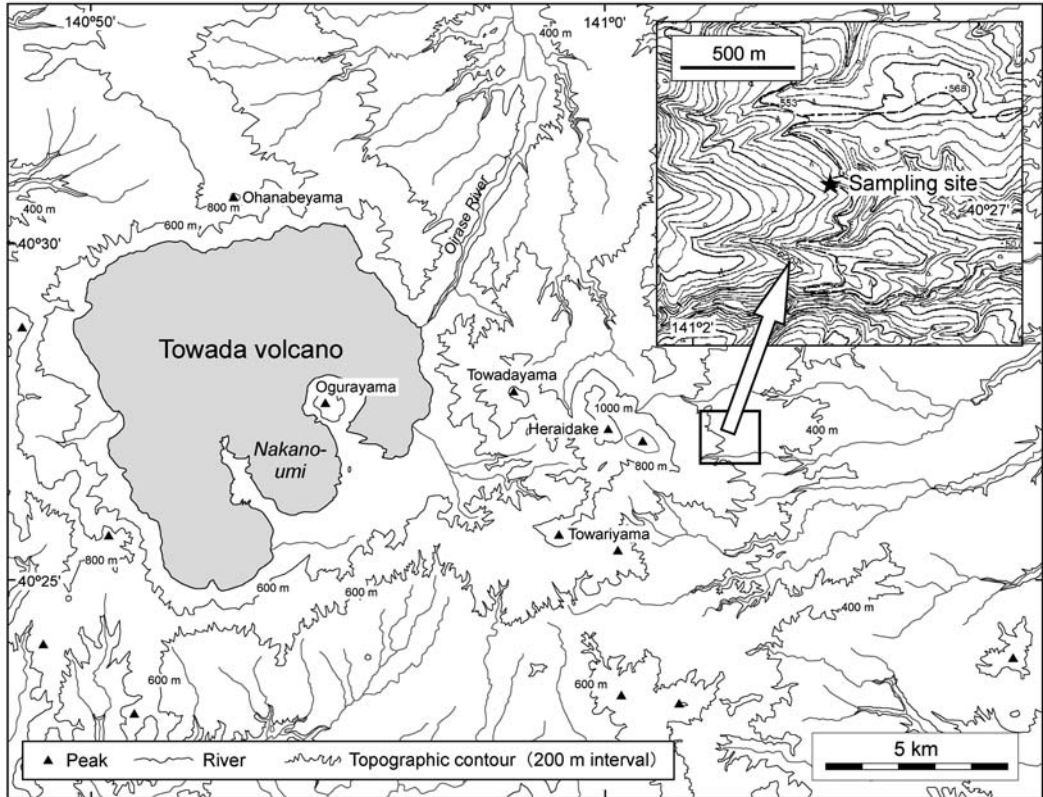 140º50'
141º0'
400 m
500 m
568
553
Sampling site
40º27'
141º2'
Ohanabeyama
800 m
400 m
600 m
40º30'
Oirase River
Towada volcano
Ogurayama
Nakano-
umi
Towadayama
1000 m
Heraidake
800 m
400 m
Towariyama
800 m
40º25'
600 m
600 m
400 m
600 m
600 m
Peak
River
Topographic contour（200 m interval）
5 km